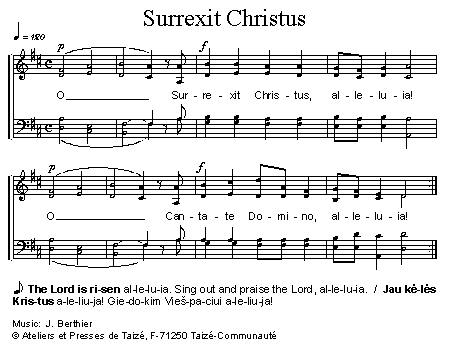 Surrexit Christus
♩ = 120
p f
O Sur - re - xit Chris - tus, al - le - lu - ia!
p f
O Can - ta - te Do - mi - no, al - le - lu - ia!
♪ The Lord is ri-sen al-le-lu-ia. Sing out and praise the Lord, al-le-lu-ia. / Jau kė-lės
Kris-tus a-le-liu-ja! Gie-do-kim Vieš-pa-ciui a-le-liu-ja!
Music: J. Berthier
© Ateliers et Presses de Taizé, F-71250 Taizé-Communauté